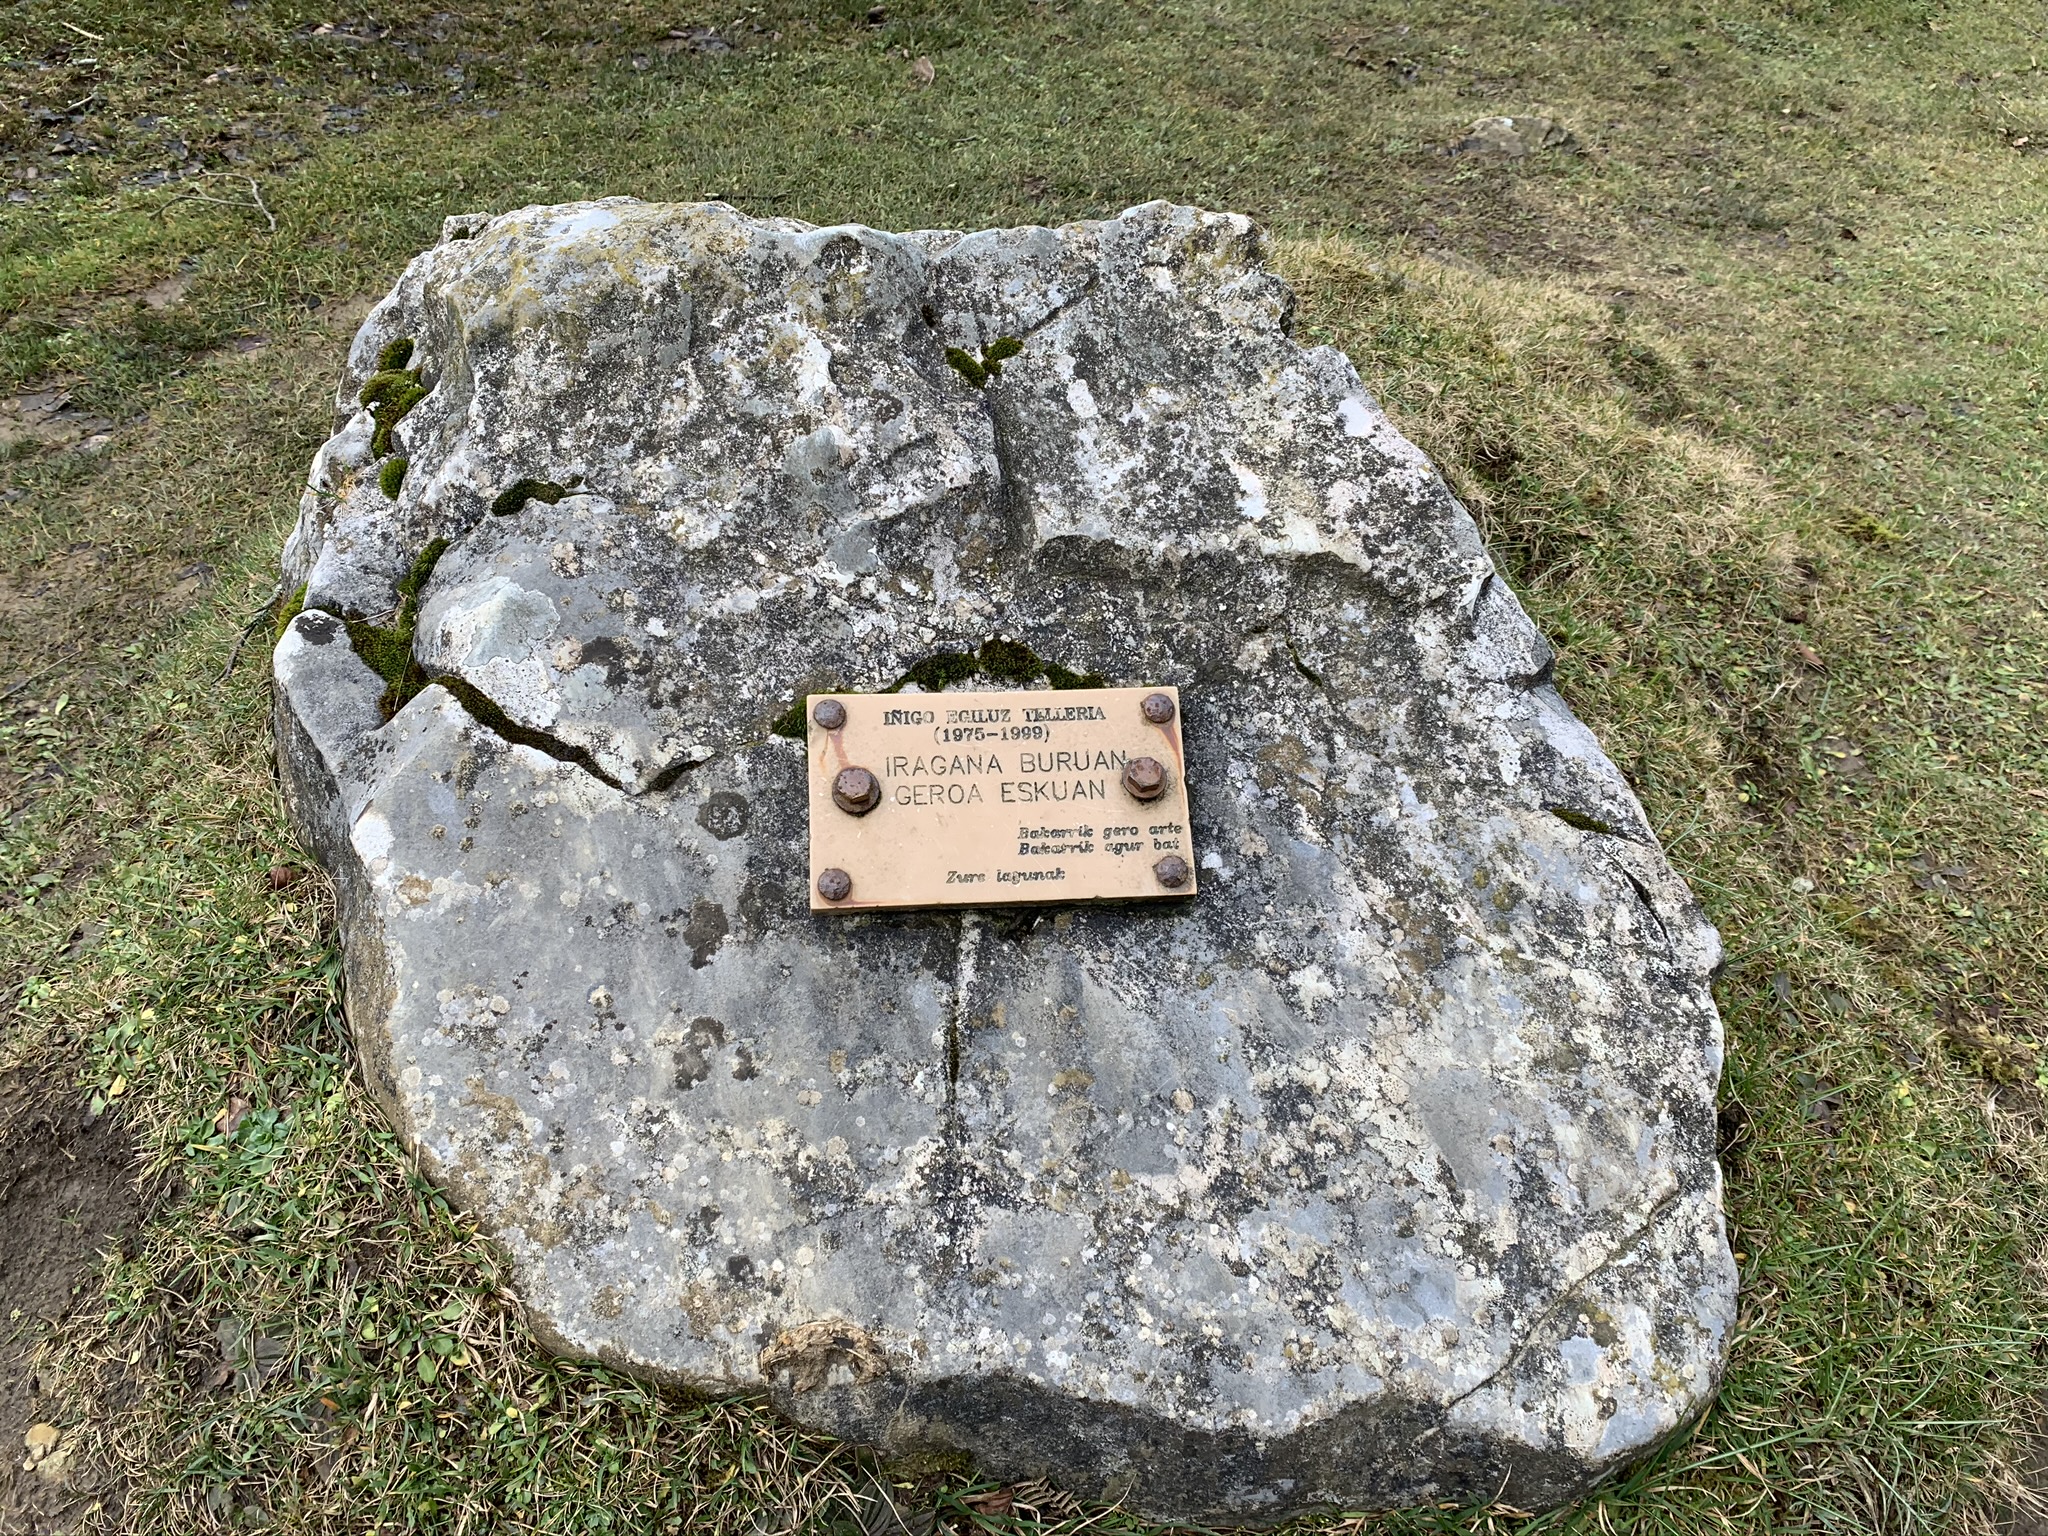 IÑIGO EGILUZ TELLERIA
(1975-1999)
IRAGANA BURUAN
GEROA ESKUAN
Bakarrik gero arte
Bakarrik agur bat
Zure lagunak